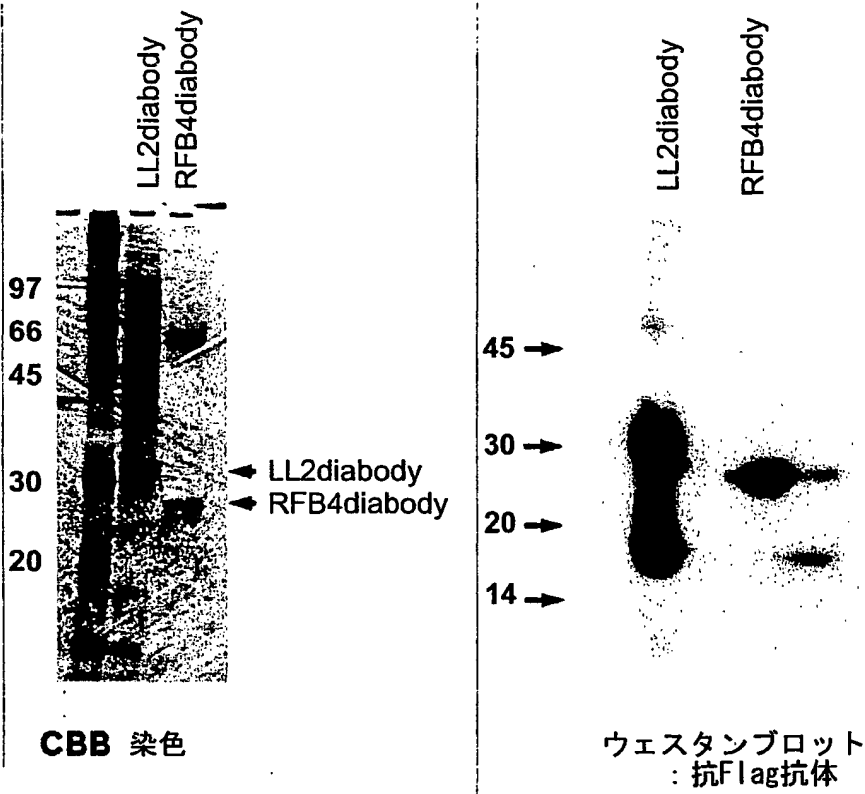 LL2diabody
RFB4diabody
97
66
45
30
20
LL2diabody
RFB4diabody
CBB 染色
LL2diabody
RFB4diabody
45
30
20
14
ウェスタンブロット
：抗Flag抗体